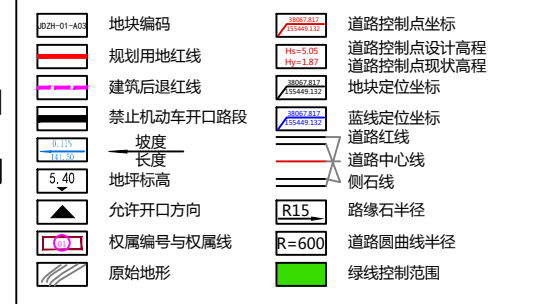 JDZH-01-A03 地块编码
规划用地红线
建筑后退红线
禁止机动车开口路段
0.11% 坡度
141.50 长度
5.40 地坪标高
允许开口方向
01 权属编号与权属线
原始地形
38067.817
155449.132 道路控制点坐标
Hs=5.05 道路控制点设计高程
Hy=1.87 道路控制点现状高程
38067.817
155449.132 地块定位坐标
38067.817
155449.132 蓝线定位坐标
道路红线
道路中心线
侧石线
R15 路缘石半径
R=600 道路圆曲线半径
绿线控制范围